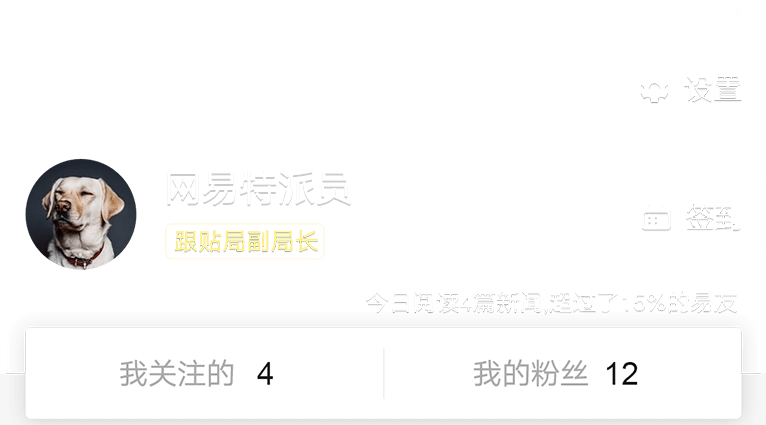 设置
网易特派员
签到
跟贴局副局长
今日阅读4篇新闻,超过了15%的易友
我关注的 4 我的粉丝 12